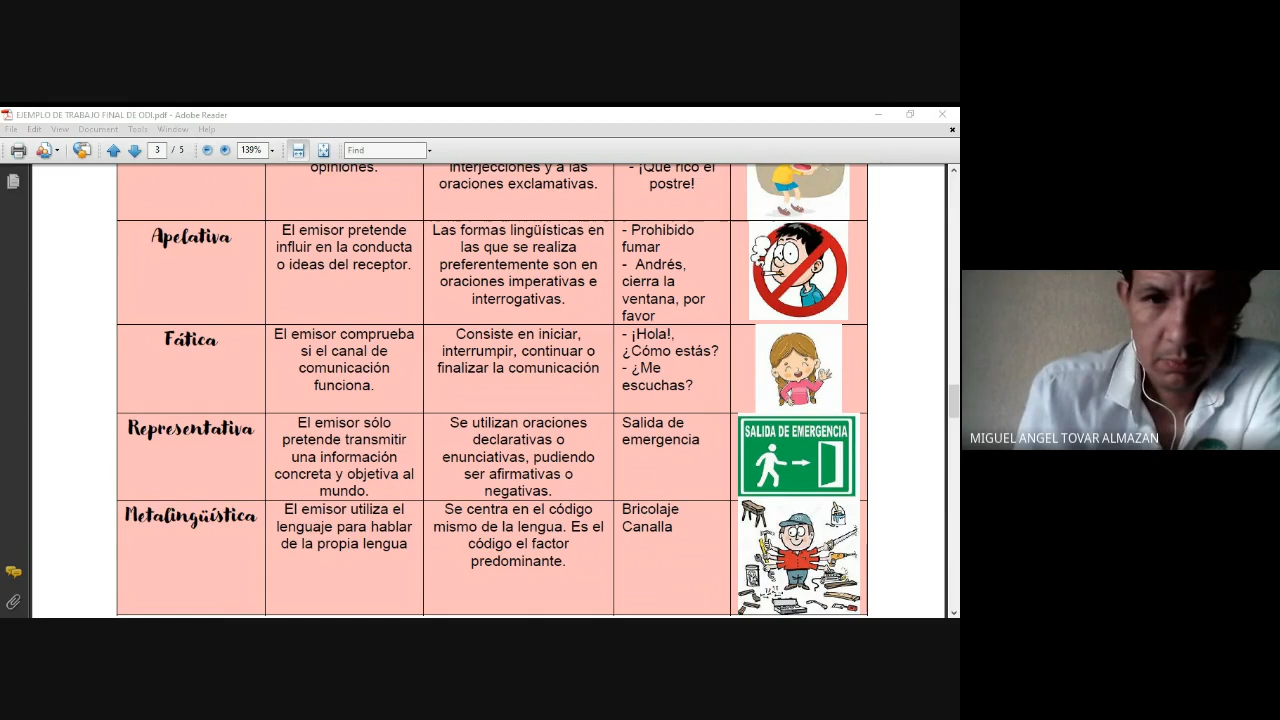 EJEMPLO DE TRABAJO FINAL DE ODI.pdf - Adobe Reader
File Edit View Document Tools Window Help
3 / 5
139%
Find
opiniones.
interjecciones y a las
oraciones exclamativas.
- ¡Que rico el
postre!
Apelativa
El emisor pretende
influir en la conducta
o ideas del receptor.
Las formas lingüísticas en
las que se realiza
preferentemente son en
oraciones imperativas e
interrogativas.
- Prohibido
fumar
- Andrés,
cierra la
ventana, por
favor
Fática
El emisor comprueba
si el canal de
comunicación
funciona.
Consiste en iniciar,
interrumpir, continuar o
finalizar la comunicación
- ¡Hola!,
¿Cómo estás?
- ¿Me
escuchas?
Representativa
El emisor sólo
pretende transmitir
una información
concreta y objetiva al
mundo.
Se utilizan oraciones
declarativas o
enunciativas, pudiendo
ser afirmativas o
negativas.
Salida de
emergencia
SALIDA DE EMERGENCIA
Metalingüística
El emisor utiliza el
lenguaje para hablar
de la propia lengua
Se centra en el código
mismo de la lengua. Es el
código el factor
predominante.
Bricolaje
Canalla
MIGUEL ANGEL TOVAR ALMAZAN